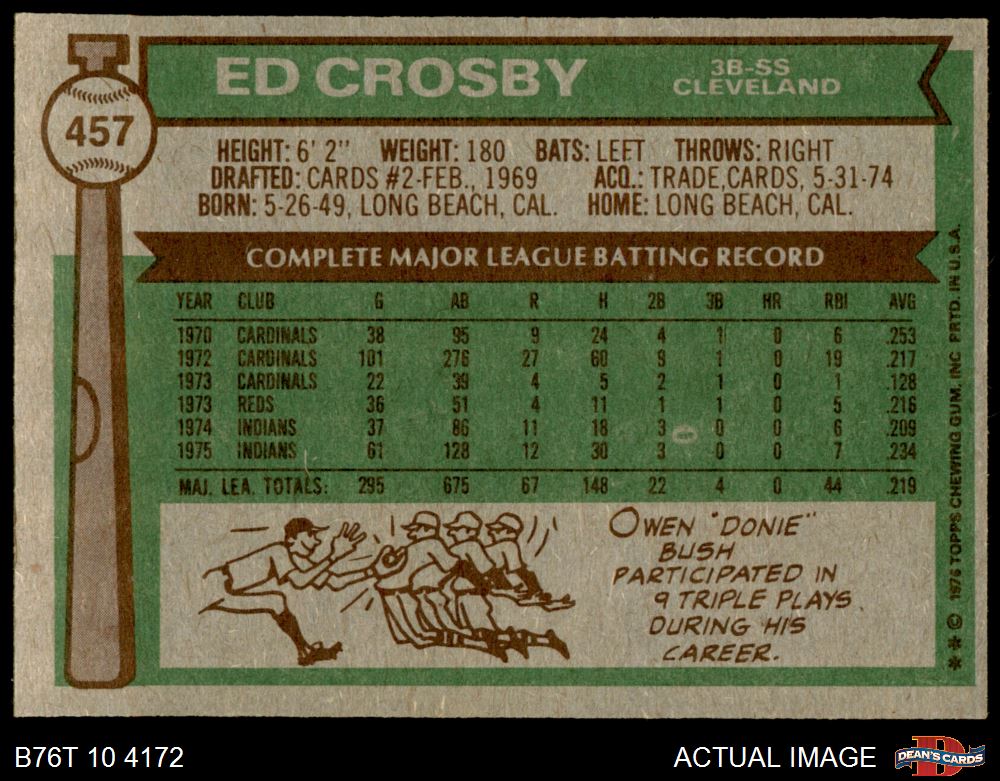 457
ED CROSBY
3B-SS
CLEVELAND
HEIGHT: 6' 2" WEIGHT: 180 BATS: LEFT THROWS: RIGHT
DRAFTED: CARDS #2-FEB., 1969 ACQ.: TRADE,CARDS, 5-31-74
BORN: 5-26-49, LONG BEACH, CAL. HOME: LONG BEACH, CAL.
COMPLETE MAJOR LEAGUE BATTING RECORD
YEAR CLUB G AB R H 2B 3B HR RBI AVG
1970 CARDINALS 38 95 9 24 4 1 0 6 .253
1972 CARDINALS 101 276 27 60 9 1 0 19 .217
1973 CARDINALS 22 39 4 5 2 1 0 1 .128
1973 REDS 36 51 4 11 1 1 0 5 .216
1974 INDIANS 37 86 11 18 3 0 0 6 .209
1975 INDIANS 61 128 12 30 3 0 0 7 .234
MAJ. LEA. TOTALS: 295 675 67 148 22 4 0 44 .219
OWEN "DONIE"
BUSH
PARTICIPATED IN
9 TRIPLE PLAYS
DURING HIS
CAREER.
** © 1976 TOPPS CHEWING GUM, INC PRTD. IN U.S.A.
B76T 10 4172
ACTUAL IMAGE
D
DEAN'S CARDS